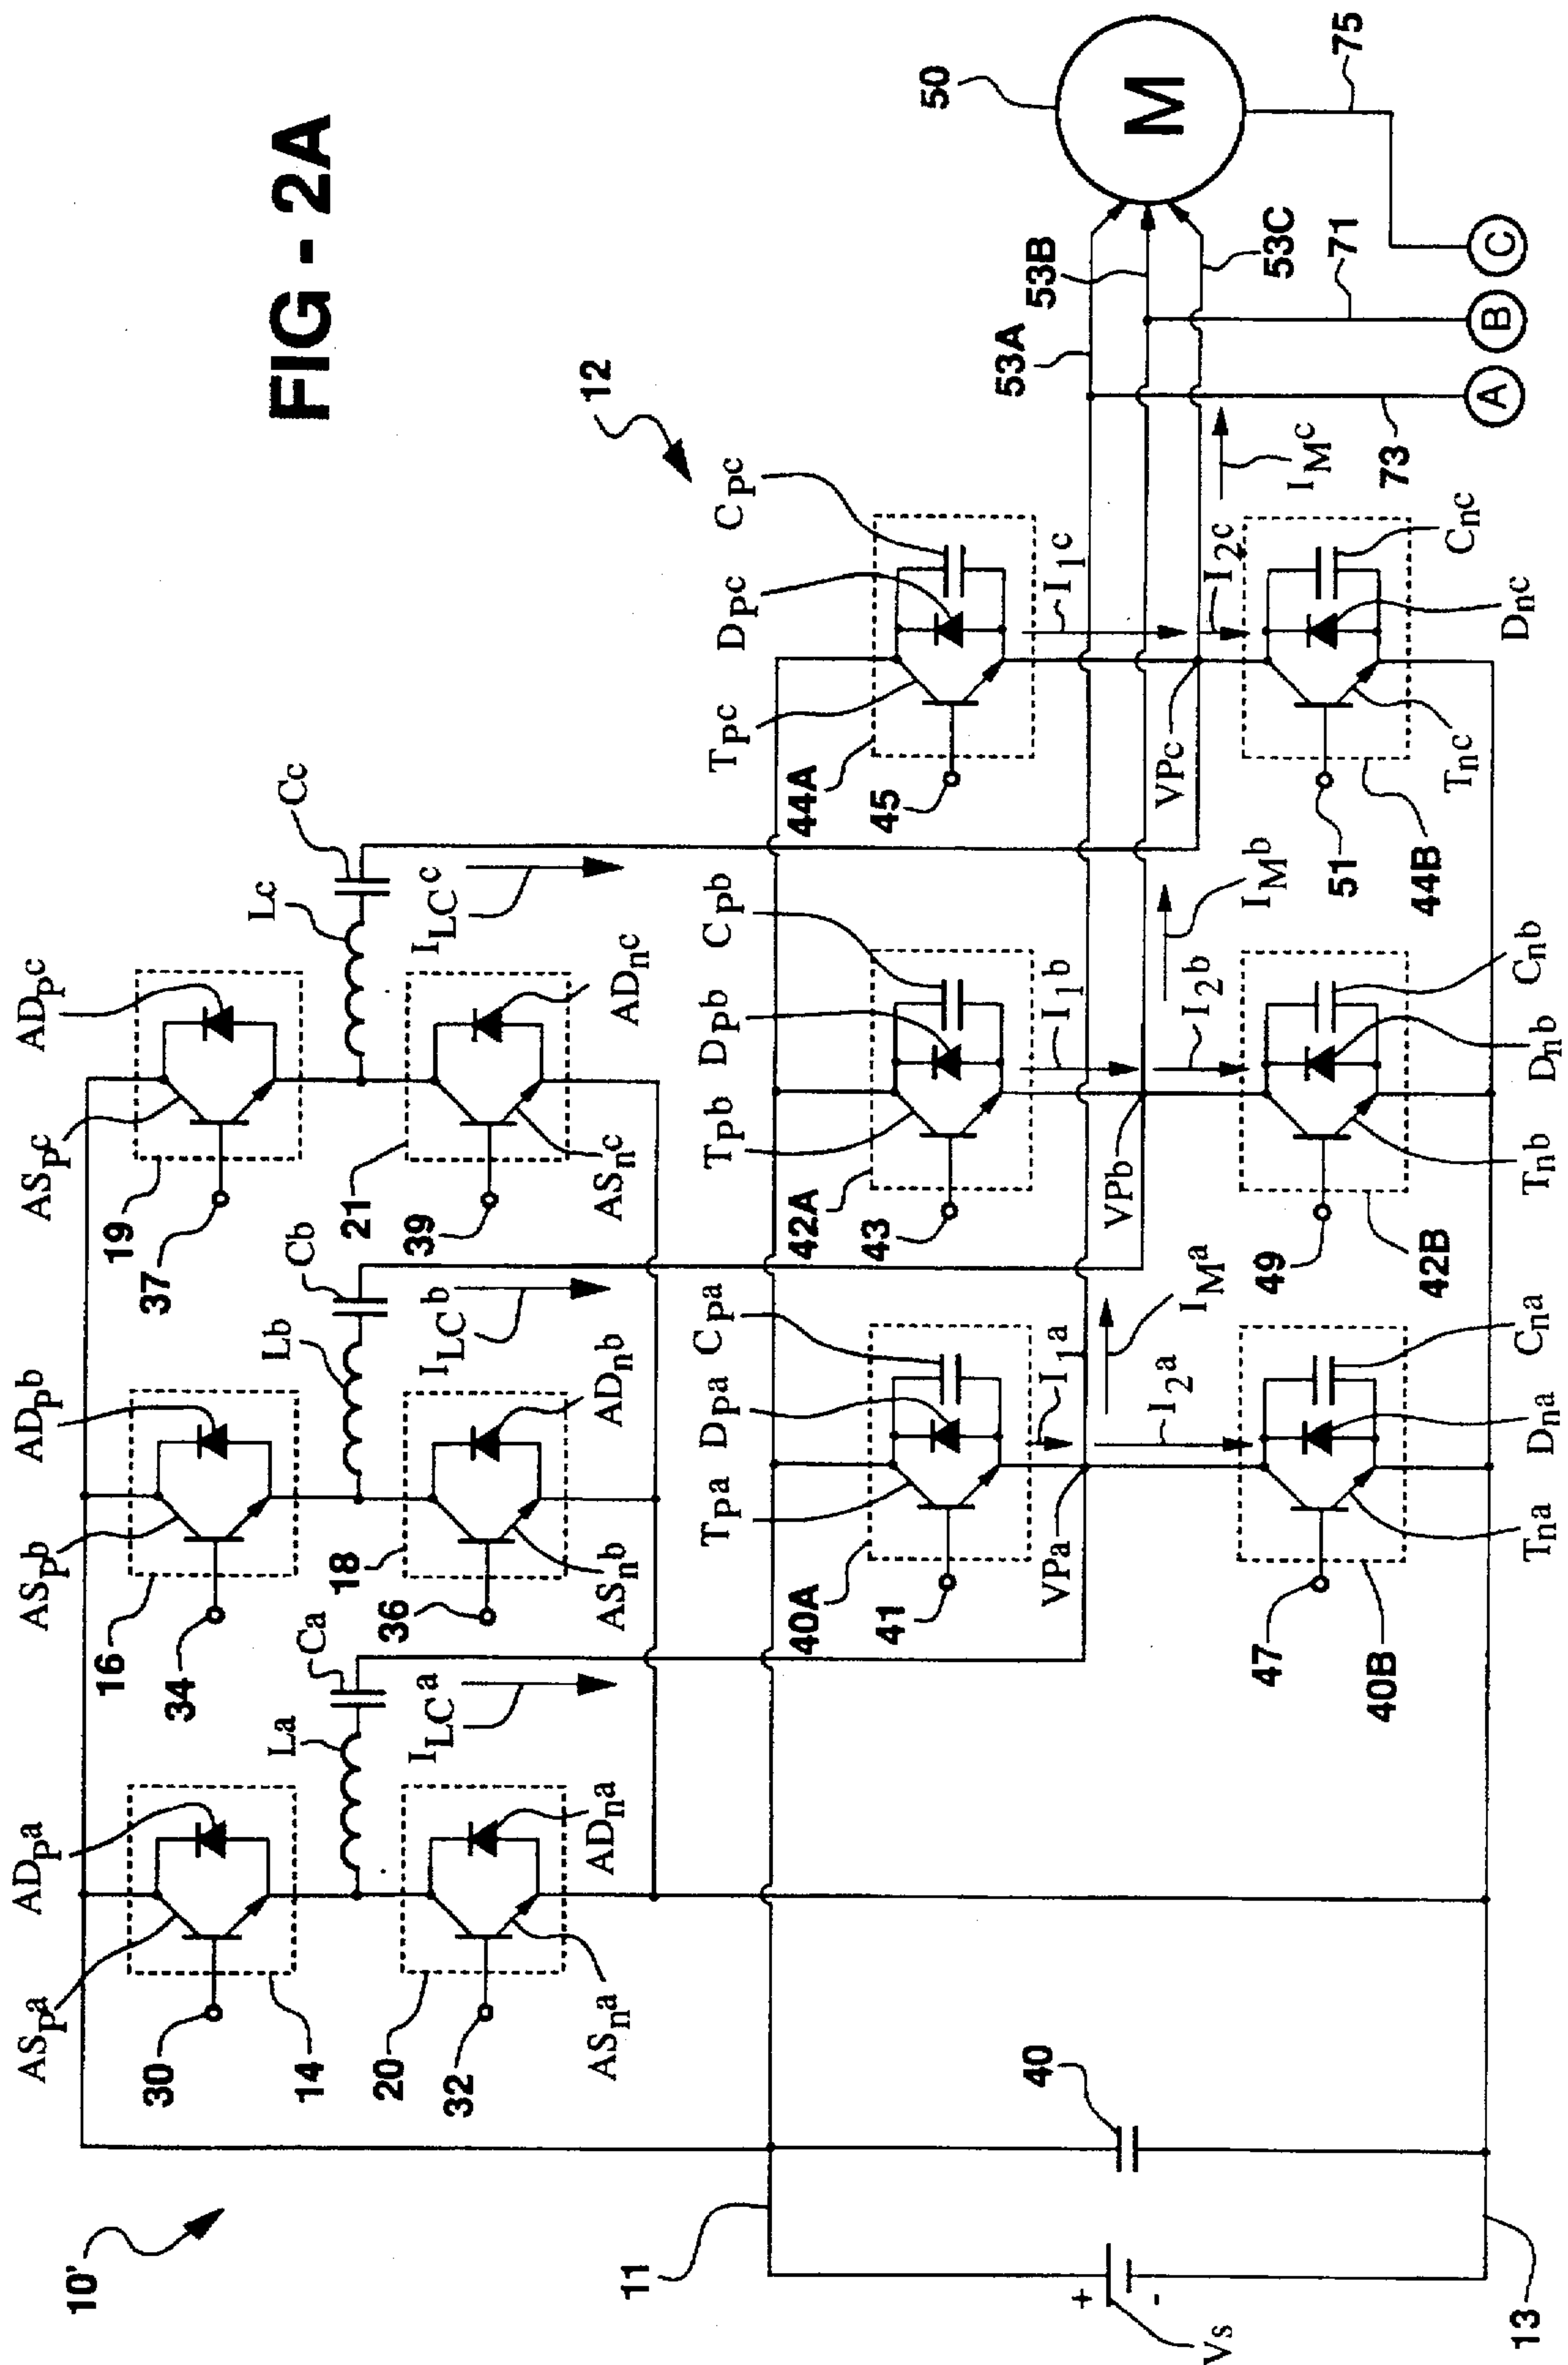 FIG - 2A
10'
12
ASpa
ADpa
ASpb
ADpb
ASpc
ADpc
30
14
34
16
37
19
La
Ca
Lb
Cb
Lc
Cc
20
32
18
36
21
39
ILCa
ILCb
ILCc
ASna
ADna
ASnb
ADnb
ASnc
ADnc
11
Tpa
Dpa
Cpa
Tpb
Dpb
Cpb
Tpc
Dpc
Cpc
40A
41
42A
43
44A
45
50
53A
53B
53C
M
I1a
I1b
I1c
VPa
VPb
VPc
IMa
IMb
IMc
I2a
I2b
I2c
40
+
-
Vs
47
40B
49
42B
51
44B
73
71
75
Tna
Dna
Cna
Tnb
Dnb
Cnb
Tnc
Dnc
Cnc
13
A
B
C